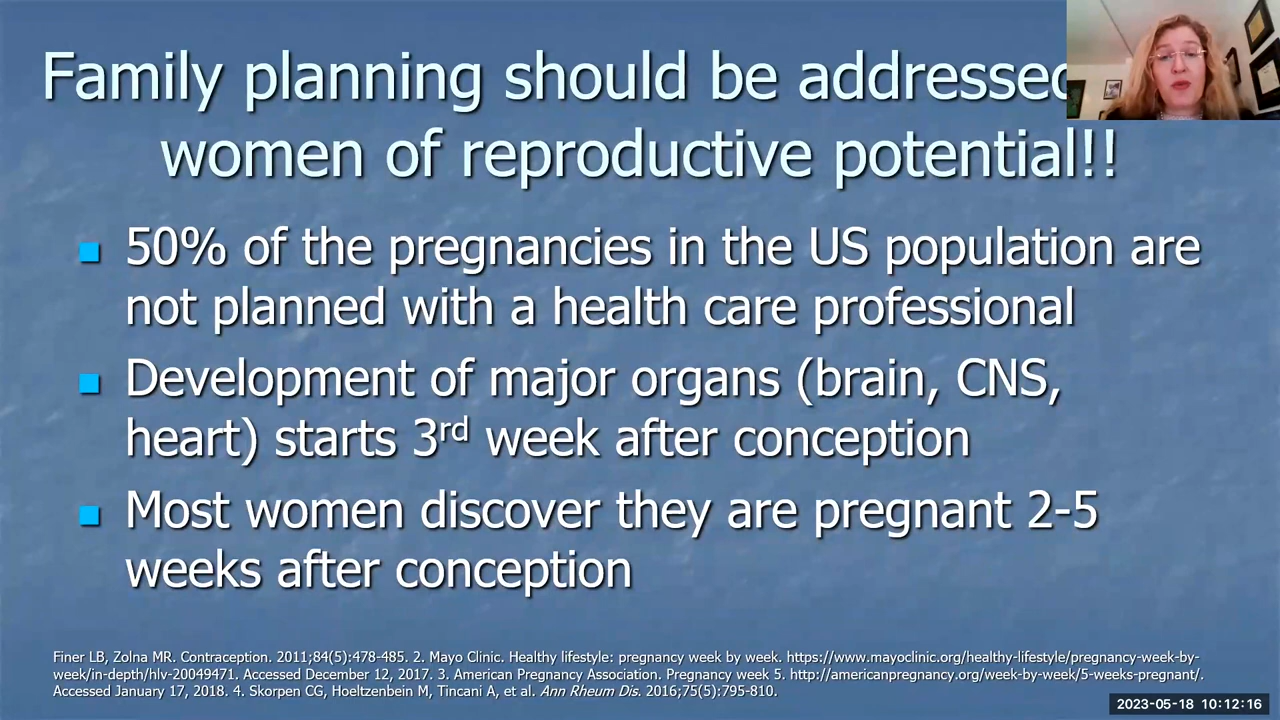 Family planning should be addressed
women of reproductive potential!!
50% of the pregnancies in the US population are
not planned with a health care professional
Development of major organs (brain, CNS,
heart) starts 3rd week after conception
Most women discover they are pregnant 2-5
weeks after conception
Finer LB, Zolna MR. Contraception. 2011;84(5):478-485. 2. Mayo Clinic. Healthy lifestyle: pregnancy week by week. https://www.mayoclinic.org/healthy-lifestyle/pregnancy-week-by-
week/in-depth/hlv-20049471. Accessed December 12, 2017. 3. American Pregnancy Association. Pregnancy week 5. http://americanpregnancy.org/week-by-week/5-weeks-pregnant/.
Accessed January 17, 2018. 4. Skorpen CG, Hoeltzenbein M, Tincani A, et al. Ann Rheum Dis. 2016;75(5):795-810.
2023-05-18 10:12:16